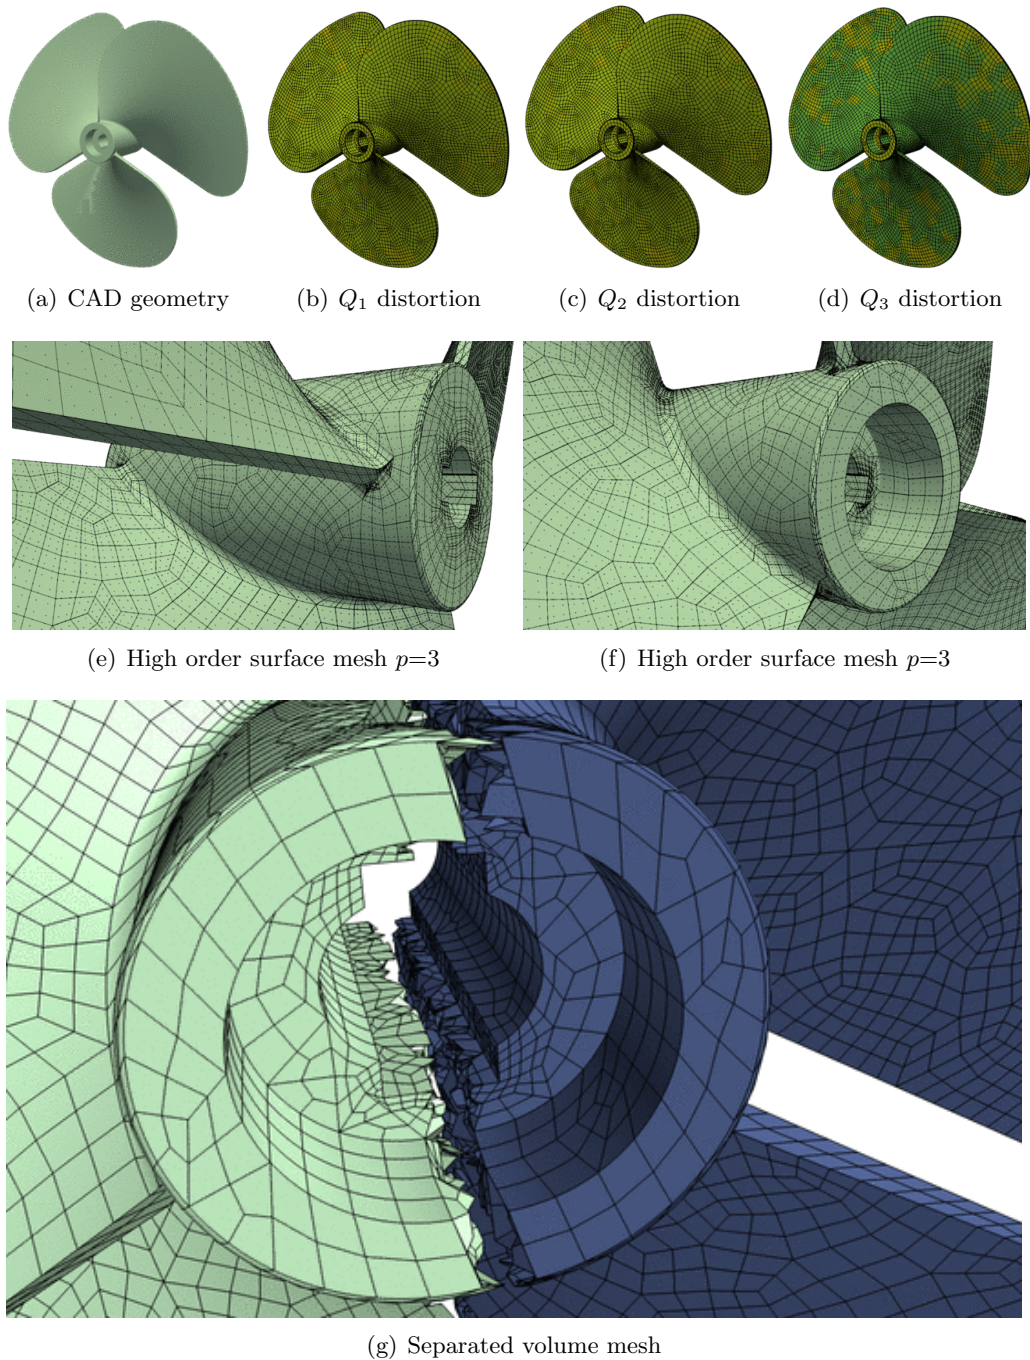 (a) CAD geometry (b) Q₁ distortion (c) Q₂ distortion (d) Q₃ distortion
(e) High order surface mesh p=3 (f) High order surface mesh p=3
(g) Separated volume mesh